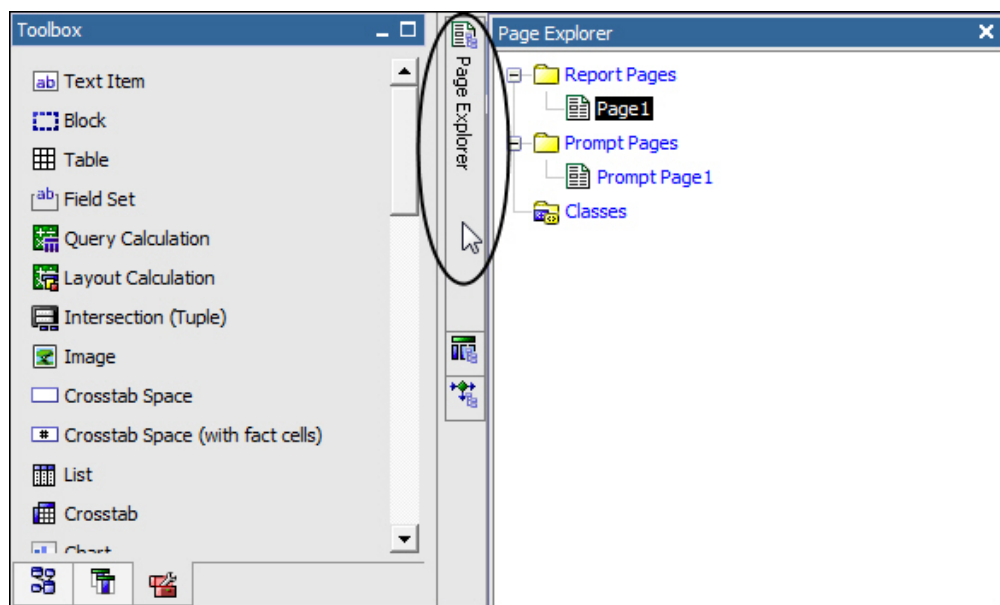 Toolbox
Text Item
Block
Table
Field Set
Query Calculation
Layout Calculation
Intersection (Tuple)
Image
Crosstab Space
Crosstab Space (with fact cells)
List
Crosstab
Chart
Page Explorer
Page Explorer
Report Pages
Page1
Prompt Pages
Prompt Page1
Classes